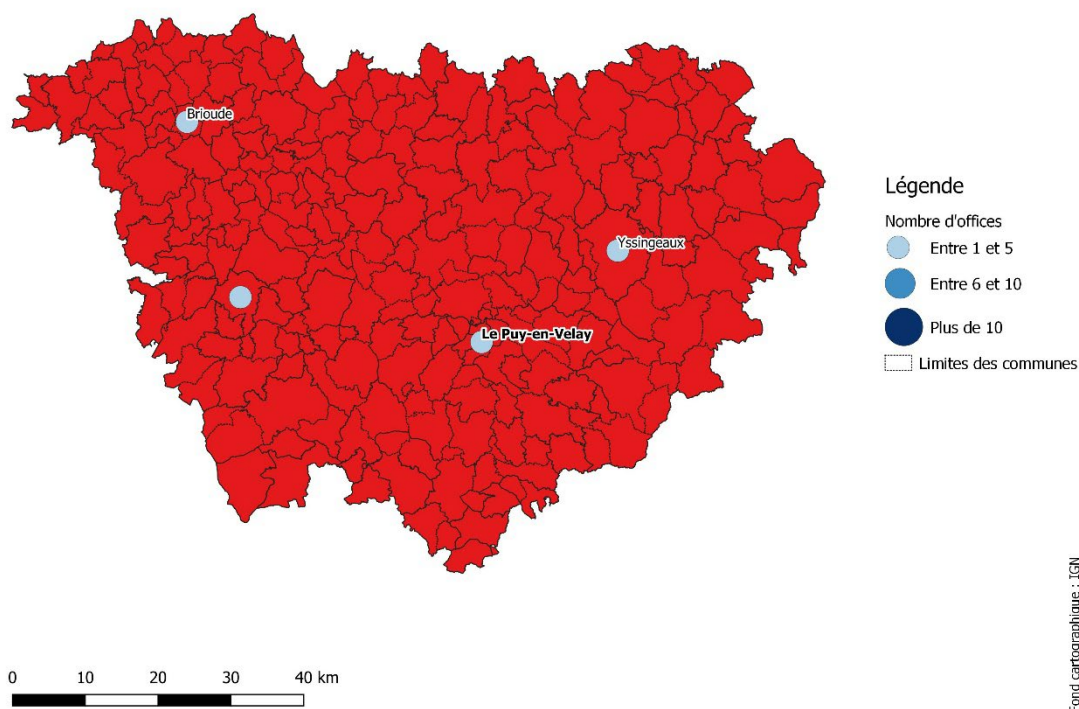 Brioude
Yssingeaux
Le Puy-en-Velay
Légende
Nombre d'offices
Entre 1 et 5
Entre 6 et 10
Plus de 10
Limites des communes
0 10 20 30 40 km
Fond cartographique : IGN